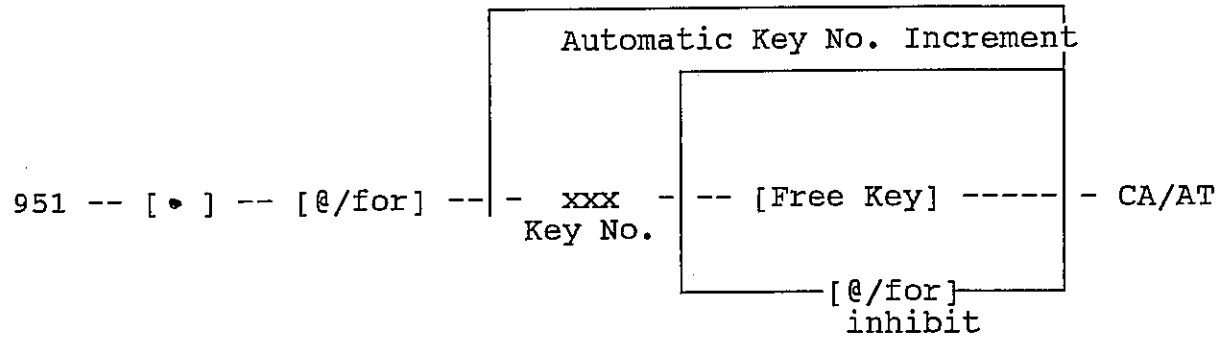 Automatic Key No. Increment
951 -- [ • ] -- [@/for] -- - xxx - -- [Free Key] ----- - CA/AT
Key No.
[@/for]
inhibit